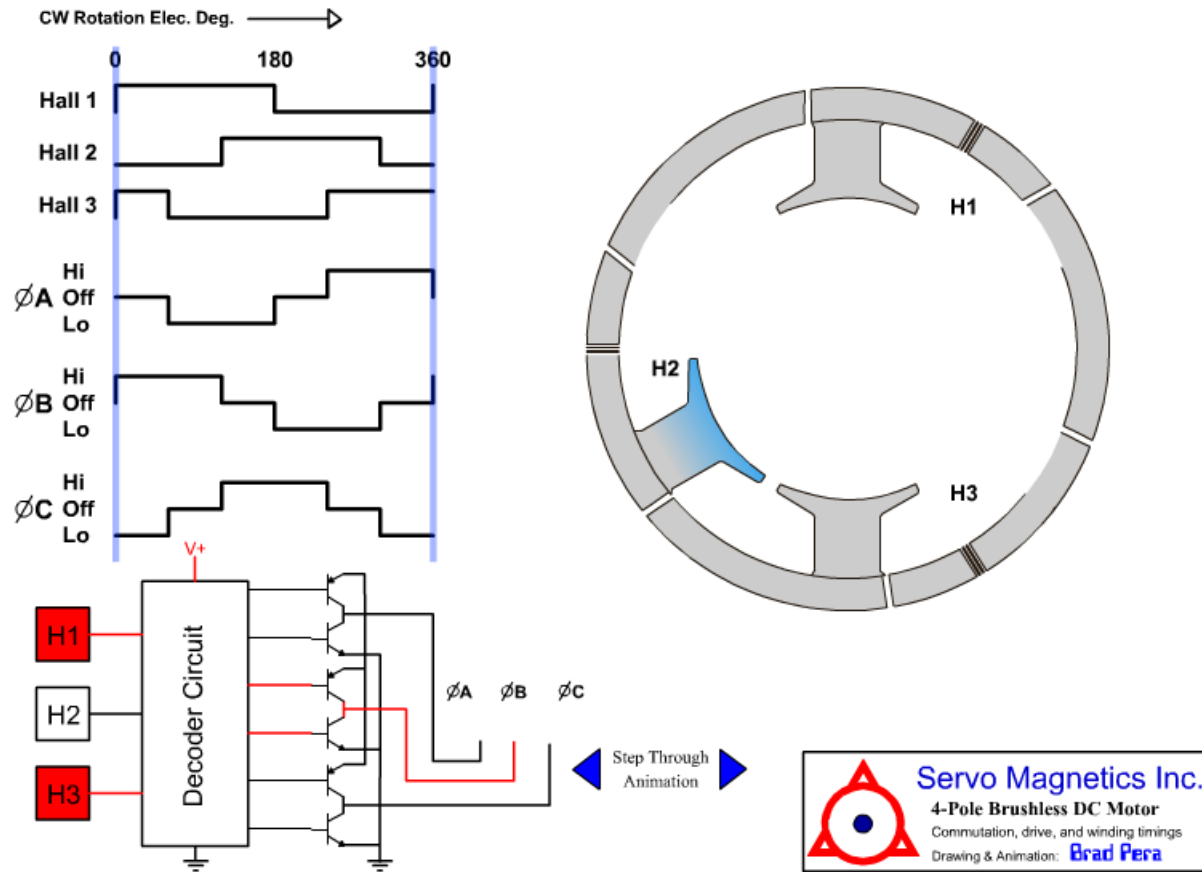 CW Rotation Elec. Deg.
0 180 360
Hall 1
Hall 2
Hall 3
Hi
ØA Off
Lo
Hi
ØB Off
Lo
Hi
ØC Off
Lo
H1
H2
H3
V+
H1
H2
H3
Decoder Circuit
ØA ØB ØC
Step Through
Animation
Servo Magnetics Inc.
4-Pole Brushless DC Motor
Commutation, drive, and winding timings
Drawing & Animation: Brad Pera